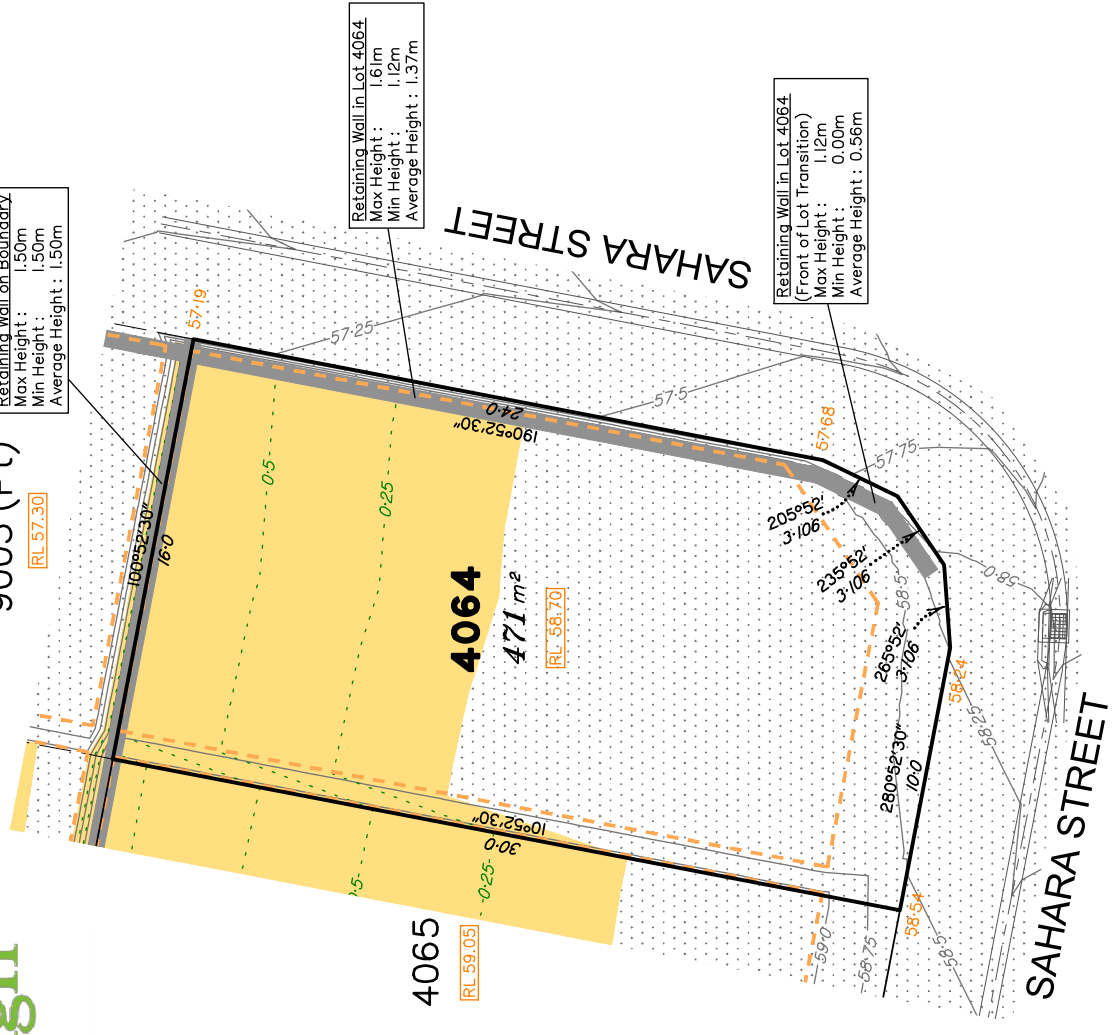 Retaining Wall on Boundary
Max Height : 1.50m
Min Height : 1.50m
Average Height : 1.50m
Retaining Wall in Lot 4064
Max Height : 1.61m
Min Height : 1.12m
Average Height : 1.37m
Retaining Wall in Lot 4064
(Front of Lot Transition)
Max Height : 1.12m
Min Height : 0.00m
Average Height : 0.56m
RL 57.30
57·19
57·25
SAHARA STREET
100°52'30"
16·0
0·5
0·25
24·0
190°52'30"
57·5
57·68
57·75
4064
471 m²
RL 58.70
205°52'
3·106
235°52'
3·106
265°52'
3·106
58·5
58·0
280°52'30"
10·0
58·24
58·25
10°52'30"
30·0
0·25
4065
RL 59.05
59·0
58·75
58·54
58·5
SAHARA STREET